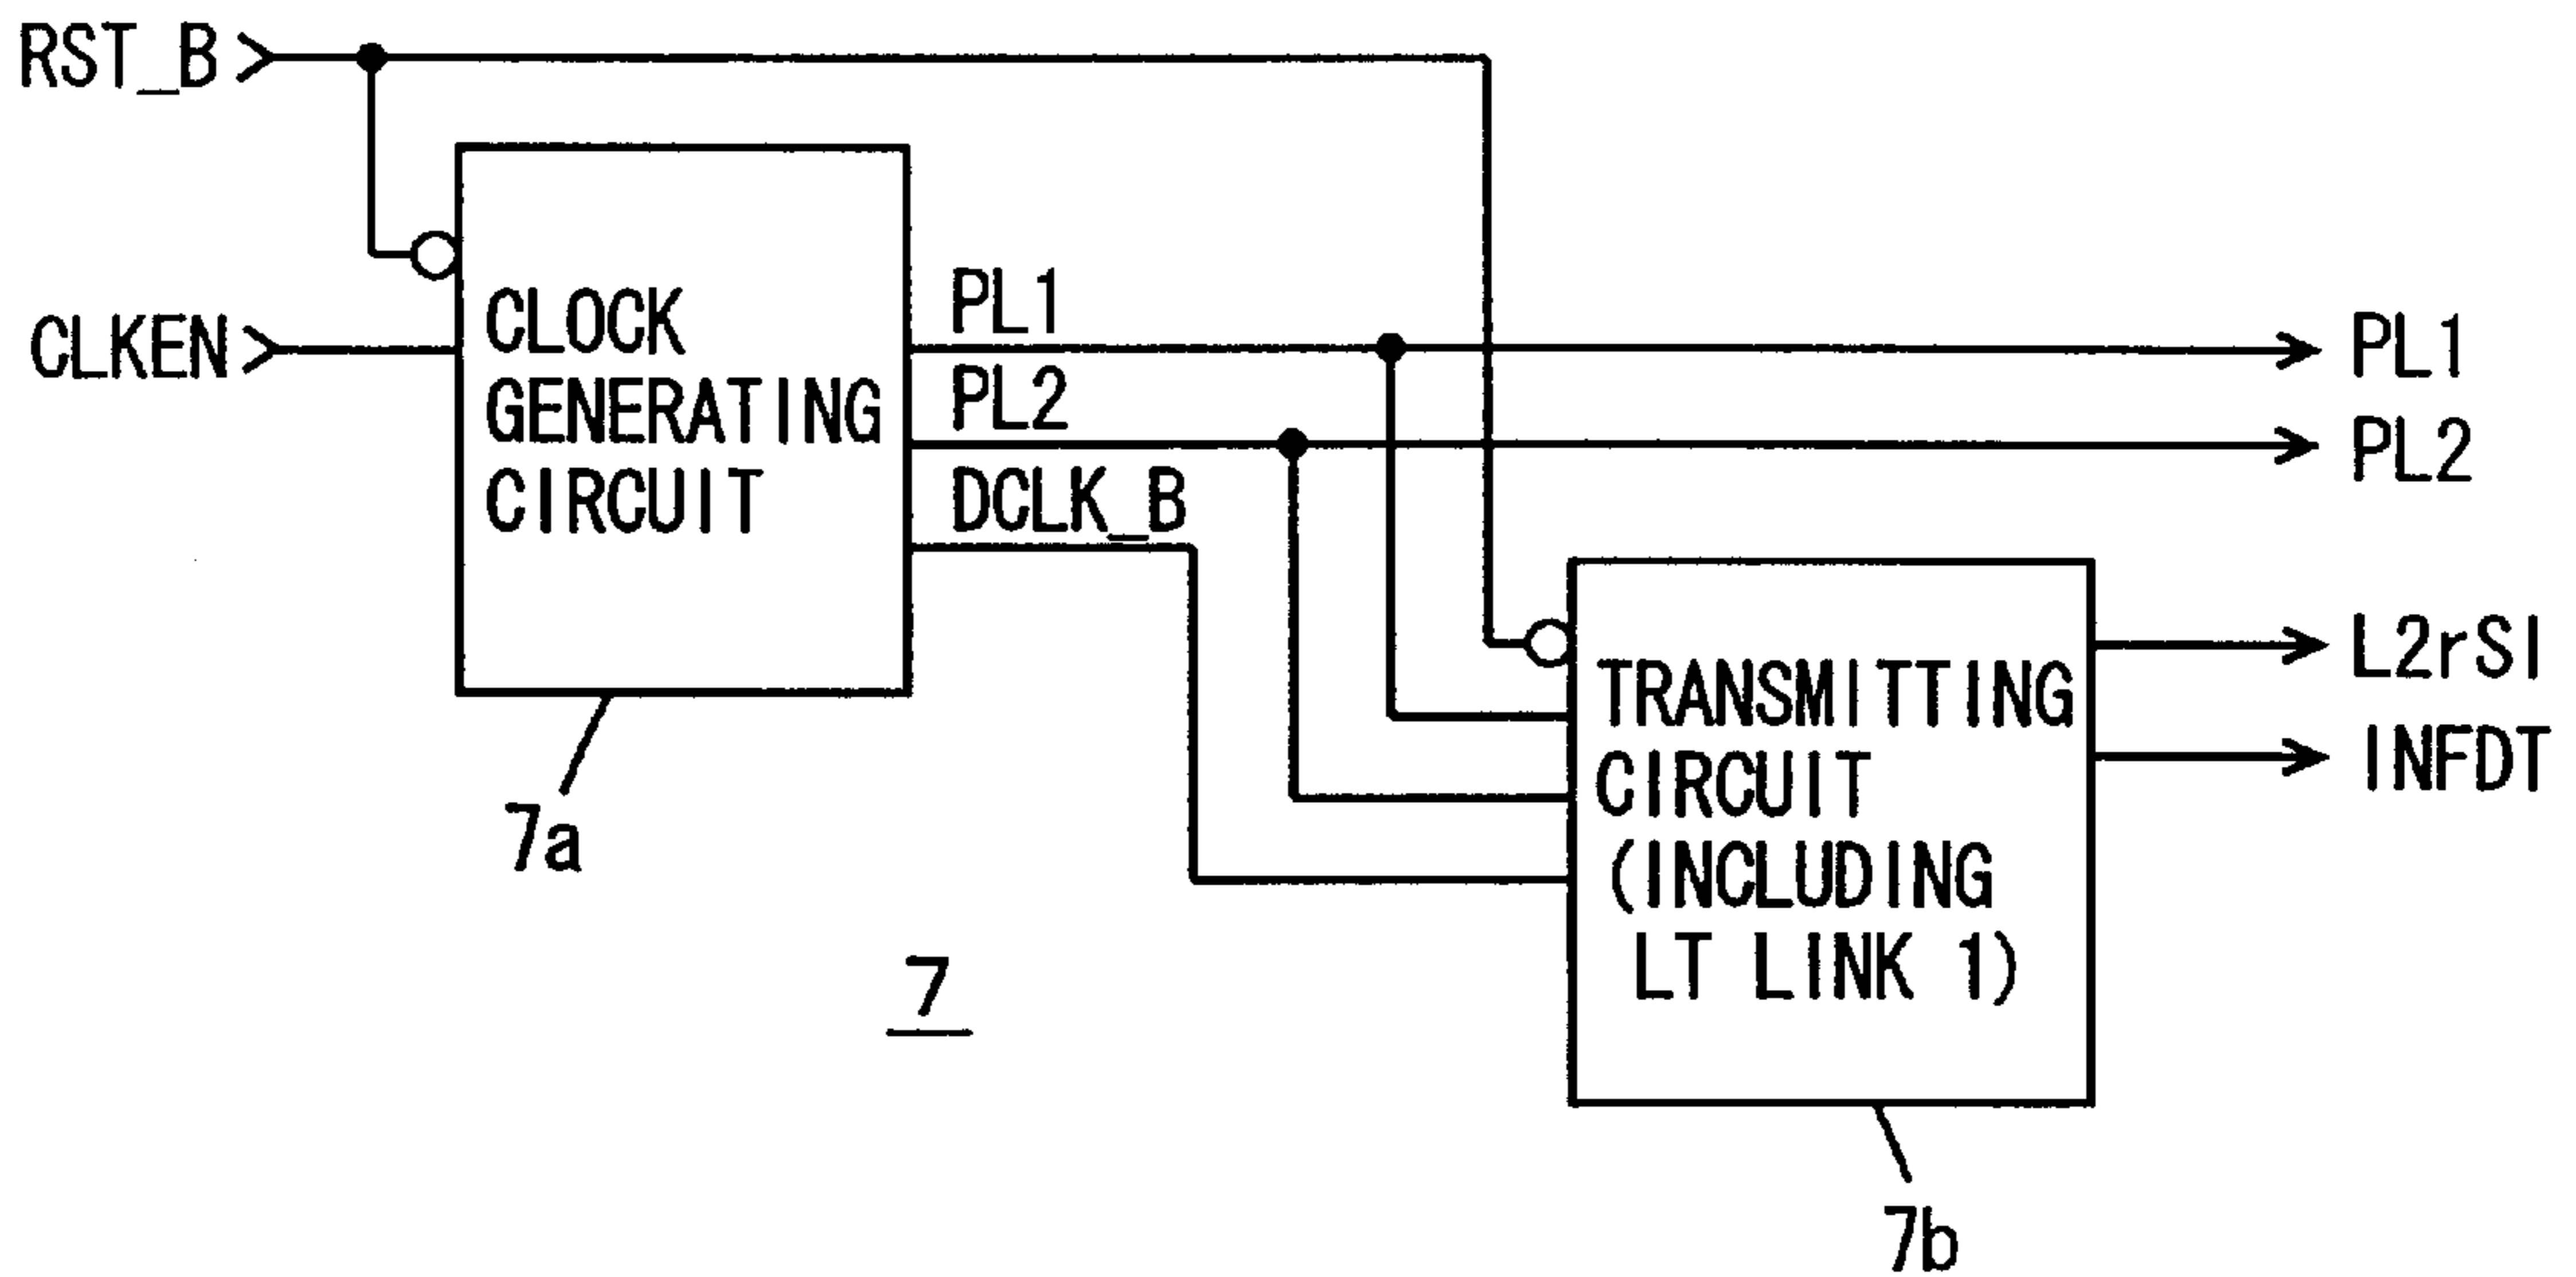 RST_B
CLKEN
CLOCK
GENERATING
CIRCUIT
PL1
PL2
DCLK_B
PL1
PL2
7a
TRANSMITTING
CIRCUIT
(INCLUDING
LT LINK 1)
L2rSI
INFDT
7
7b